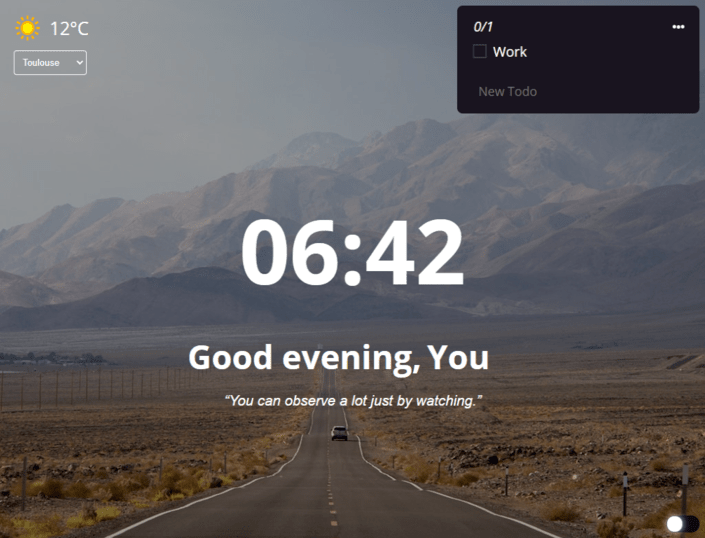 12°C
Toulouse
0/1
Work
New Todo
06:42
Good evening, You
“You can observe a lot just by watching.”